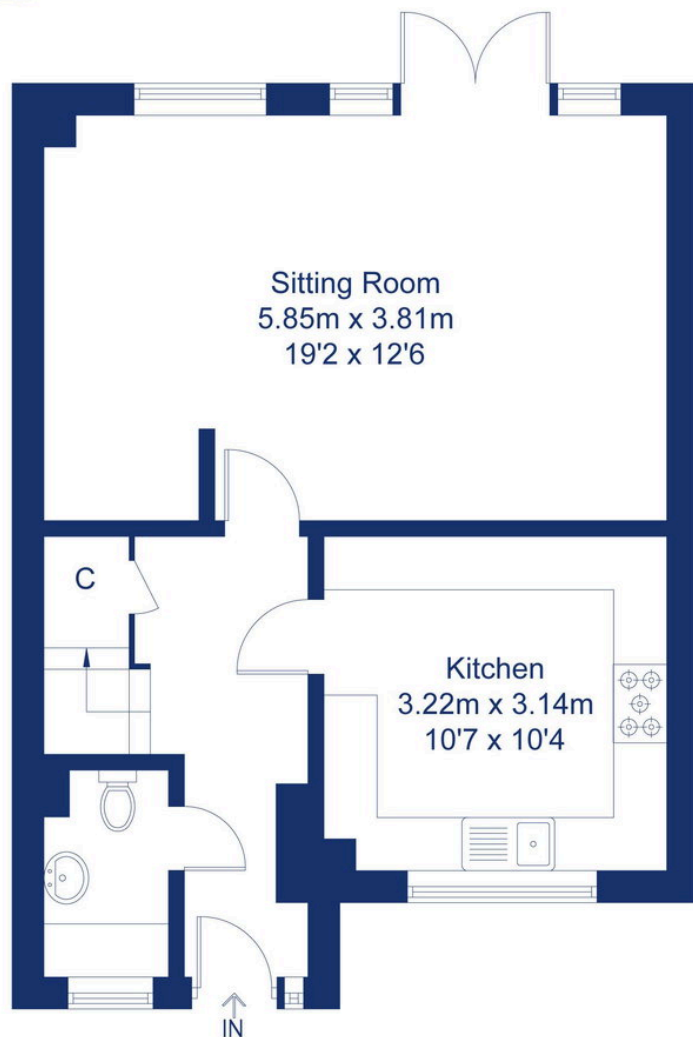 Sitting Room
5.85m x 3.81m
19'2 x 12'6
C
Kitchen
3.22m x 3.14m
10'7 x 10'4
IN